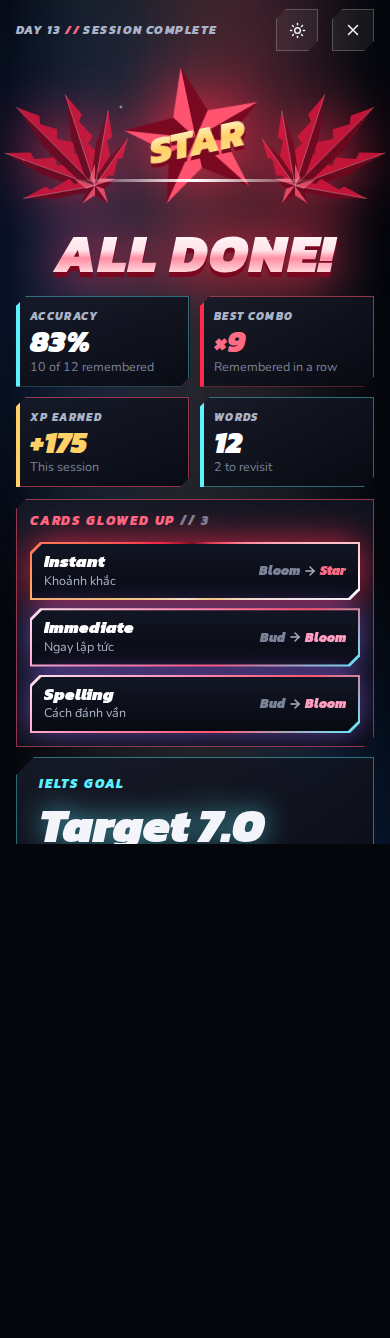 DAY 13 // SESSION COMPLETE
STAR
ALL DONE!
ACCURACY
83%
10 of 12 remembered
BEST COMBO
×9
Remembered in a row
XP EARNED
+175
This session
WORDS
12
2 to revisit
CARDS GLOWED UP // 3
Instant
Khoảnh khắc
Bloom → Star
Immediate
Ngay lập tức
Bud → Bloom
Spelling
Cách đánh vần
Bud → Bloom
IELTS GOAL
Target 7.0